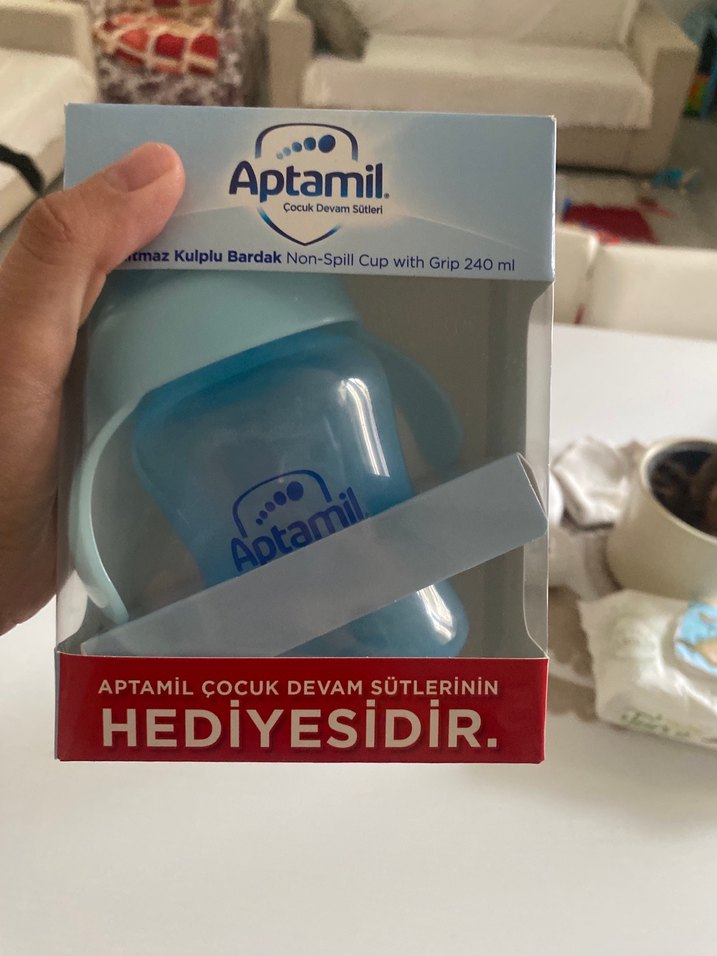 Aptamil
Çocuk Devam Sütleri
Kulplu Bardak Non-Spill Cup with Grip 240 ml
Aptamil
APTAMİL ÇOCUK DEVAM SÜTLERİNİN
HEDİYESİDİR.